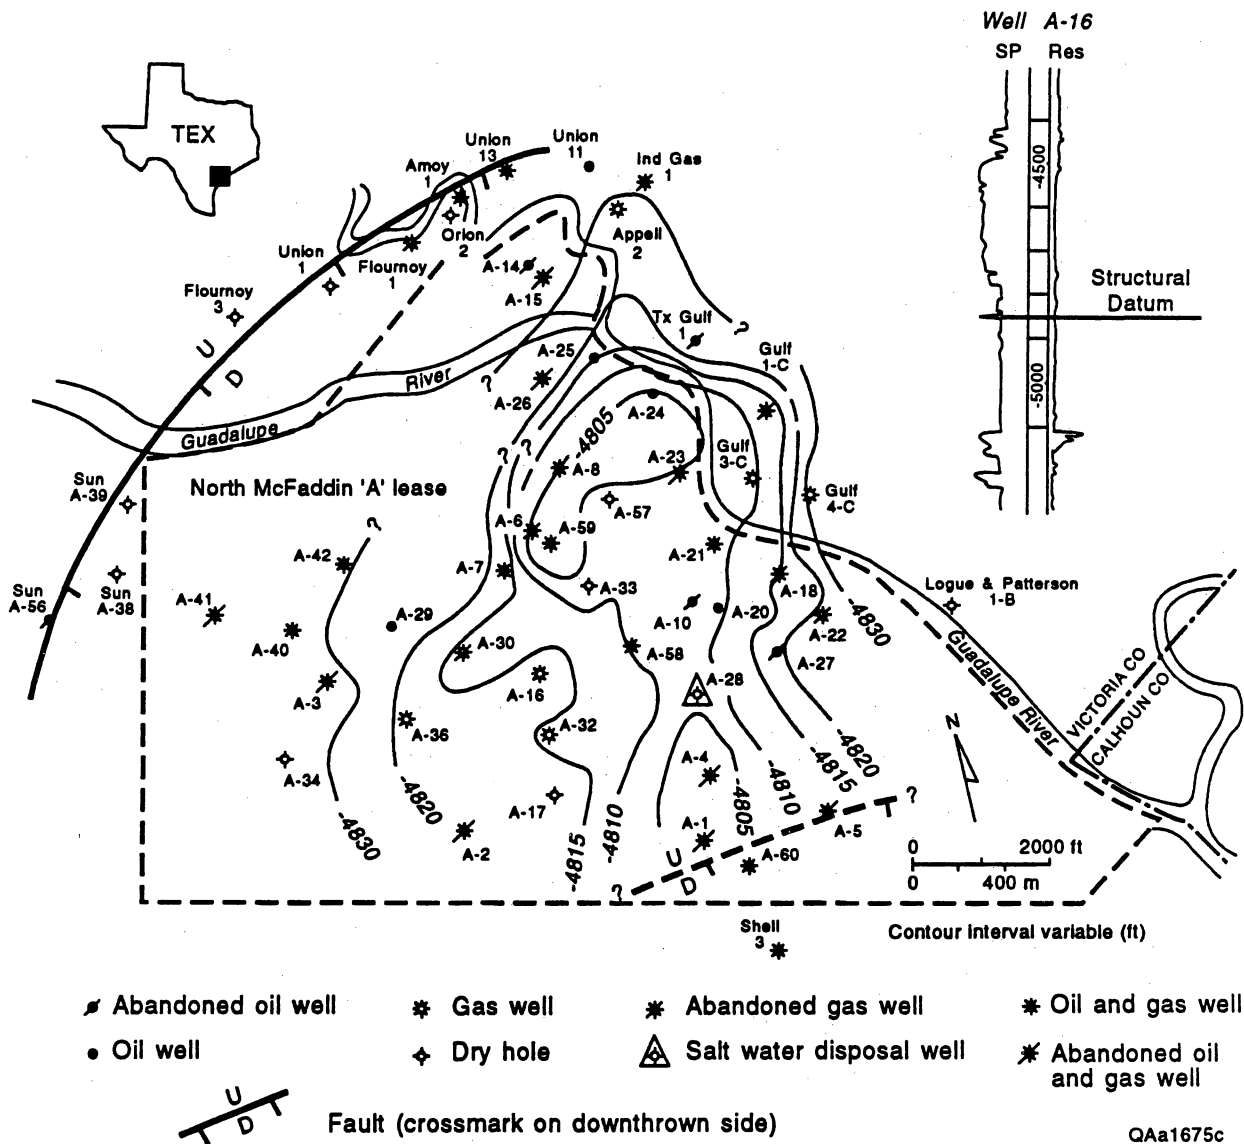 Well A-16
SP Res
TEX
-4500
-5000
Structural
Datum
Union
13
Union
11
Amoy
1
Ind Gas
1
Orion
2
Appell
2
Union
1
Flournoy
1
Flournoy
3
A-14
A-15
Tx Gulf
1
?
U
D
A-25
Gulf
1-C
River
?
A-26
Guadalupe
A-24
-4805
?
?
A-8
A-23
Gulf
3-C
Sun
A-39
North McFaddin 'A' lease
A-57
Gulf
4-C
?
A-6
A-59
A-42
A-7
A-21
Sun
A-56
Sun
A-38
A-41
A-33
A-18
Logue & Patterson
1-B
A-29
A-10
A-20
A-22
-4830
A-40
A-30
A-58
A-27
Guadalupe River
A-3
A-16
A-28
VICTORIA CO
CALHOUN CO
A-36
A-32
N
A-34
A-4
-4820
-4815
-4810
-4805
-4820
-4830
A-17
-4815
-4810
?
A-2
A-1
A-5
U
D
A-60
?
0 2000 ft
0 400 m
Shell
3
Contour interval variable (ft)
Abandoned oil well
Gas well
Abandoned gas well
Oil and gas well
Oil well
Dry hole
Salt water disposal well
Abandoned oil
and gas well
U
D
Fault (crossmark on downthrown side)
QAa1675c